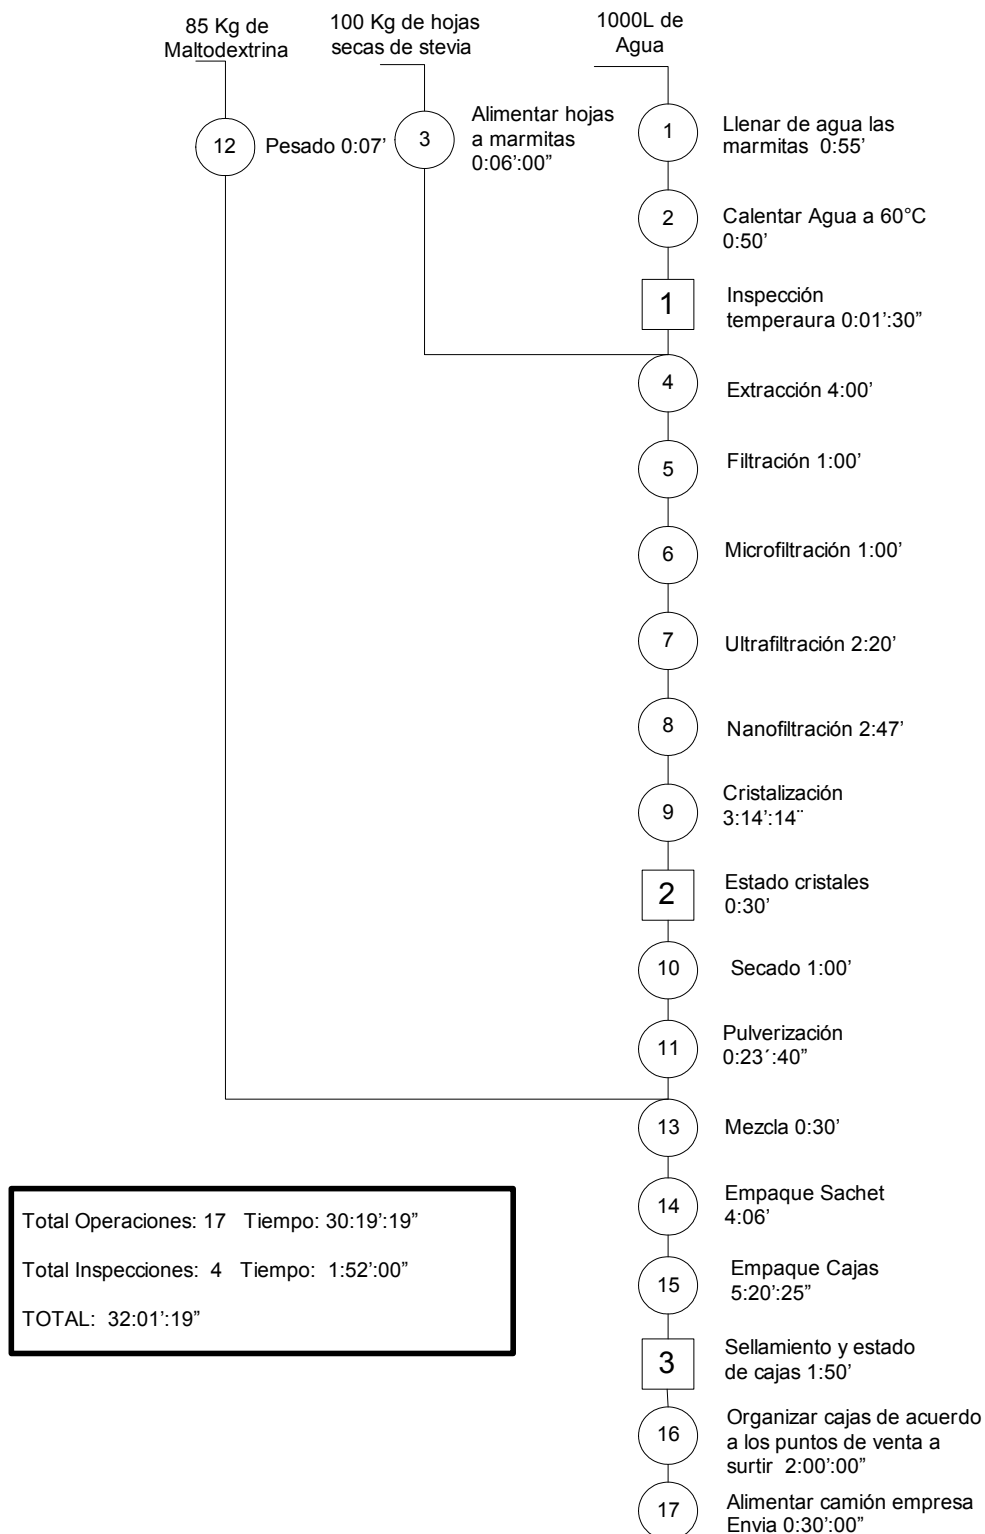 85 Kg de
Maltodextrina
100 Kg de hojas
secas de stevia
1000L de
Agua
12
Pesado 0:07’
3
Alimentar hojas
a marmitas
0:06’:00”
1
Llenar de agua las
marmitas 0:55’
2
Calentar Agua a 60°C
0:50’
1
Inspección
temperaura 0:01’:30”
4
Extracción 4:00’
5
Filtración 1:00’
6
Microfiltración 1:00’
7
Ultrafiltración 2:20’
8
Nanofiltración 2:47’
9
Cristalización
3:14’:14¨
2
Estado cristales
0:30’
10
Secado 1:00’
11
Pulverización
0:23´:40”
13
Mezcla 0:30’
14
Empaque Sachet
4:06’
15
Empaque Cajas
5:20’:25”
3
Sellamiento y estado
de cajas 1:50’
16
Organizar cajas de acuerdo
a los puntos de venta a
surtir 2:00’:00”
17
Alimentar camión empresa
Envia 0:30’:00”
Total Operaciones: 17 Tiempo: 30:19’:19”
Total Inspecciones: 4 Tiempo: 1:52’:00”
TOTAL: 32:01’:19”